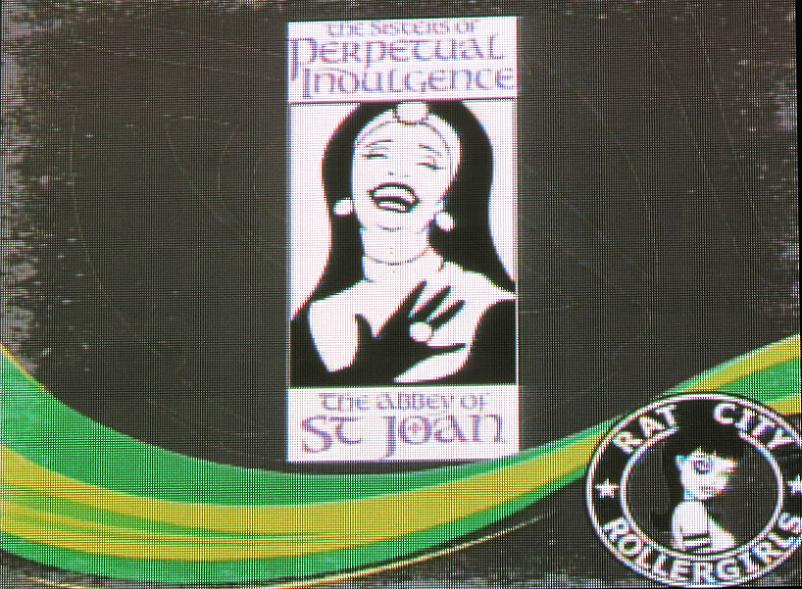 The Sisters of
Perpetual
Indulgence
The Abbey of
St Joan
RAT CITY
ROLLERGIRLS